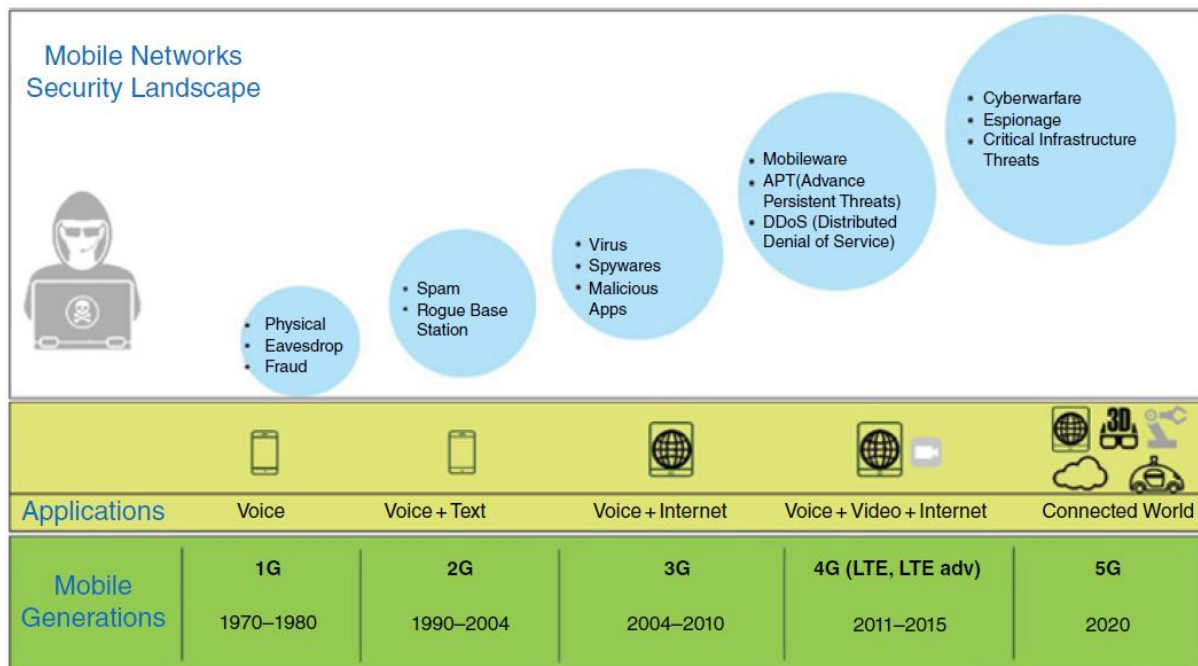 Mobile Networks
Security Landscape
• Physical
• Eavesdrop
• Fraud
• Spam
• Rogue Base
Station
• Virus
• Spywares
• Malicious
Apps
• Mobileware
• APT(Advance
Persistent Threats)
• DDoS (Distributed
Denial of Service)
• Cyberwarfare
• Espionage
• Critical Infrastructure
Threats
3D
Applications
Voice
Voice + Text
Voice + Internet
Voice + Video + Internet
Connected World
Mobile
Generations
1G
1970–1980
2G
1990–2004
3G
2004–2010
4G (LTE, LTE adv)
2011–2015
5G
2020